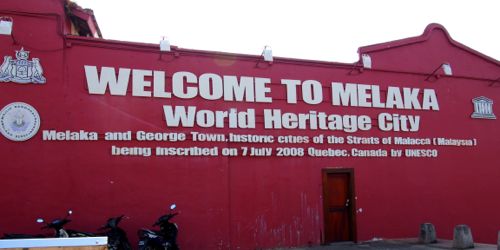 WELCOME TO MELAKA
World Heritage City
Melaka and George Town, historic cities of the Straits of Malacca (Malaysia)
being inscribed on 7 July 2008 Quebec, Canada by UNESCO